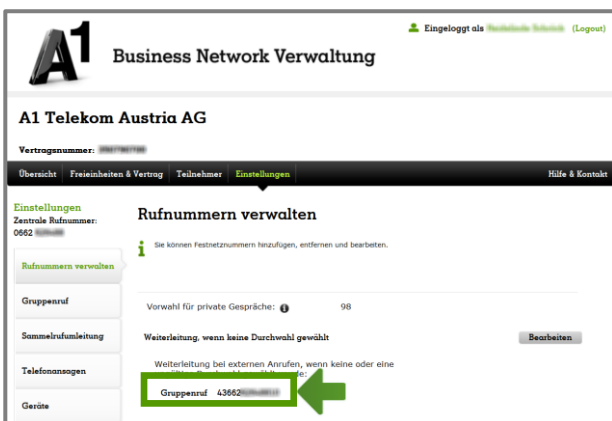 A1
Business Network Verwaltung
Eingeloggt als (Logout)
A1 Telekom Austria AG
Vertragsnummer:
Übersicht Freieinheiten & Vertrag Teilnehmer Einstellungen Hilfe & Kontakt
Einstellungen
Zentrale Rufnummer:
0662
Rufnummern verwalten
Gruppenruf
Sammelrufumleitung
Telefonansagen
Geräte
Rufnummern verwalten
Sie können Festnetznummern hinzufügen, entfernen und bearbeiten.
Vorwahl für private Gespräche: 98
Weiterleitung, wenn keine Durchwahl gewählt Bearbeiten
Weiterleitung bei externen Anrufen, wenn keine oder eine
Gruppenruf 43662